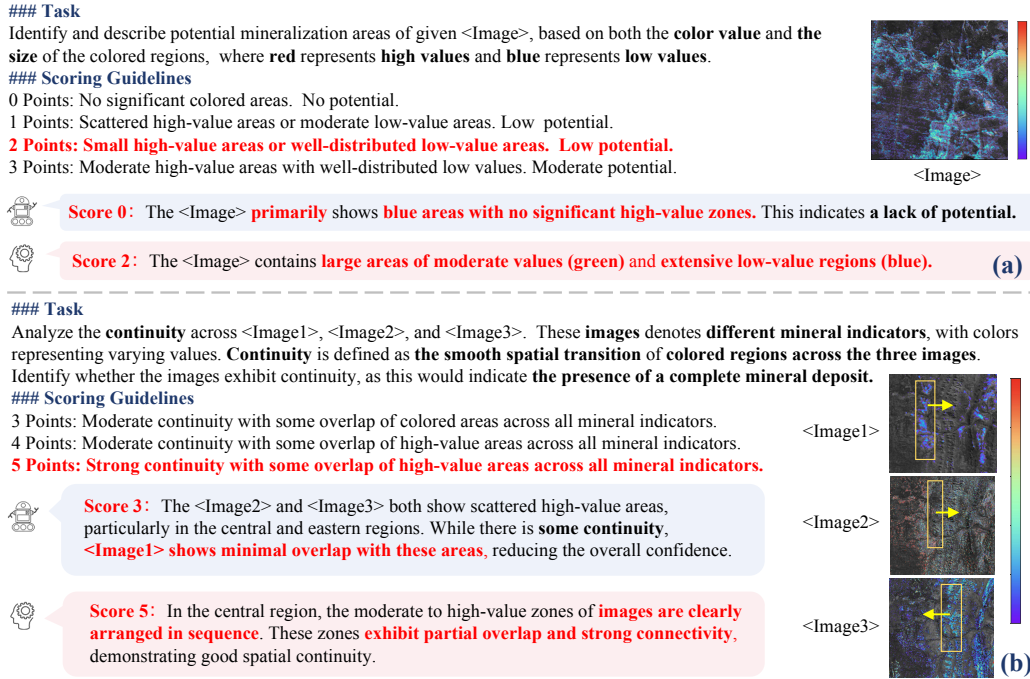 ### Task
Identify and describe potential mineralization areas of given <Image>, based on both the color value and the
size of the colored regions, where red represents high values and blue represents low values.
### Scoring Guidelines
0 Points: No significant colored areas. No potential.
1 Points: Scattered high-value areas or moderate low-value areas. Low potential.
2 Points: Small high-value areas or well-distributed low-value areas. Low potential.
3 Points: Moderate high-value areas with well-distributed low values. Moderate potential.
<Image>
Score 0: The <Image> primarily shows blue areas with no significant high-value zones. This indicates a lack of potential.
Score 2: The <Image> contains large areas of moderate values (green) and extensive low-value regions (blue).
(a)
### Task
Analyze the continuity across <Image1>, <Image2>, and <Image3>. These images denotes different mineral indicators, with colors
representing varying values. Continuity is defined as the smooth spatial transition of colored regions across the three images.
Identify whether the images exhibit continuity, as this would indicate the presence of a complete mineral deposit.
### Scoring Guidelines
3 Points: Moderate continuity with some overlap of colored areas across all mineral indicators.
4 Points: Moderate continuity with some overlap of high-value areas across all mineral indicators.
5 Points: Strong continuity with some overlap of high-value areas across all mineral indicators.
<Image1>
<Image2>
<Image3>
Score 3: The <Image2> and <Image3> both show scattered high-value areas,
particularly in the central and eastern regions. While there is some continuity,
<Image1> shows minimal overlap with these areas, reducing the overall confidence.
Score 5: In the central region, the moderate to high-value zones of images are clearly
arranged in sequence. These zones exhibit partial overlap and strong connectivity,
demonstrating good spatial continuity.
(b)